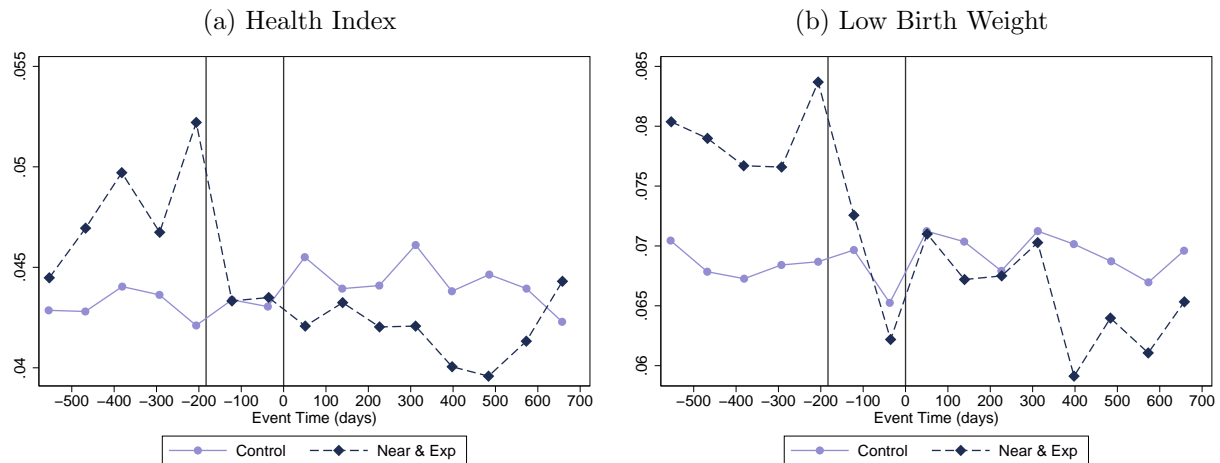 (a) Health Index
(b) Low Birth Weight
.055
.05
.045
.04
−500 −400 −300 −200 −100 0 100 200 300 400 500 600 700
Event Time (days)
Control Near & Exp
.085
.08
.075
.07
.065
.06
−500 −400 −300 −200 −100 0 100 200 300 400 500 600 700
Event Time (days)
Control Near & Exp